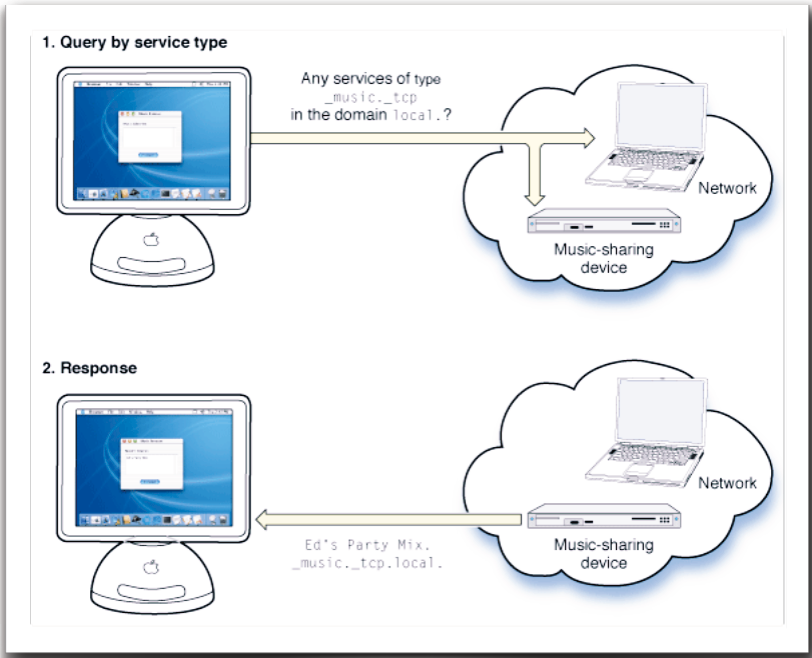 1. Query by service type
Any services of type
_music._tcp
in the domain local.?
Network
Music-sharing
device
2. Response
Network
Ed's Party Mix.
_music._tcp.local.
Music-sharing
device